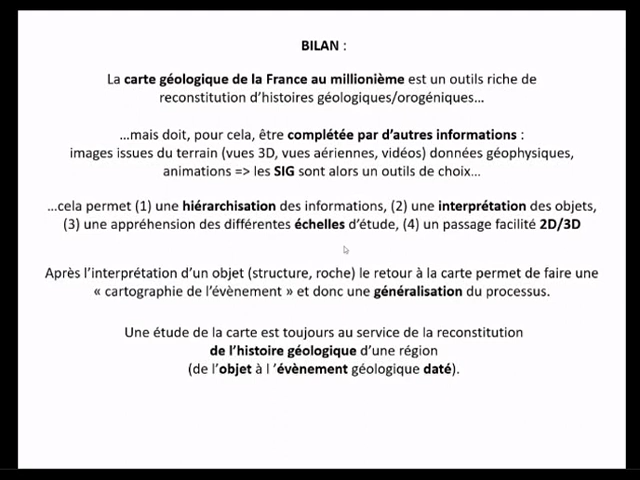 BILAN :
La carte géologique de la France au millionième est un outils riche de
reconstitution d'histoires géologiques/orogéniques...
...mais doit, pour cela, être complétée par d'autres informations :
images issues du terrain (vues 3D, vues aériennes, vidéos) données géophysiques,
animations => les SIG sont alors un outils de choix...
...cela permet (1) une hiérarchisation des informations, (2) une interprétation des objets,
(3) une appréhension des différentes échelles d'étude, (4) un passage facilité 2D/3D
Après l'interprétation d'un objet (structure, roche) le retour à la carte permet de faire une
« cartographie de l'évènement » et donc une généralisation du processus.
Une étude de la carte est toujours au service de la reconstitution
de l'histoire géologique d'une région
(de l'objet à l 'évènement géologique daté).